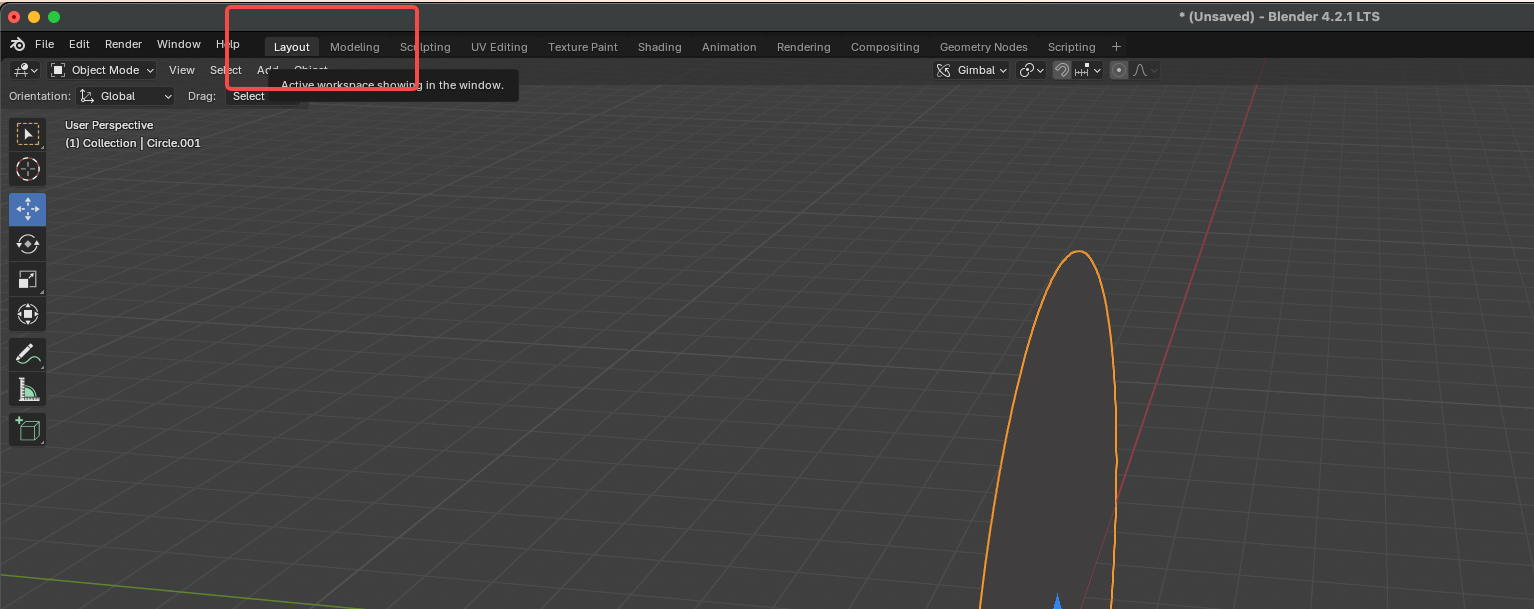 * (Unsaved) - Blender 4.2.1 LTS
File Edit Render Window Help Layout Modeling Sculpting UV Editing Texture Paint Shading Animation Rendering Compositing Geometry Nodes Scripting +
Object Mode View Select Add Object Gimbal
Active workspace showing in the window.
Orientation: Global Drag: Select
User Perspective
(1) Collection | Circle.001